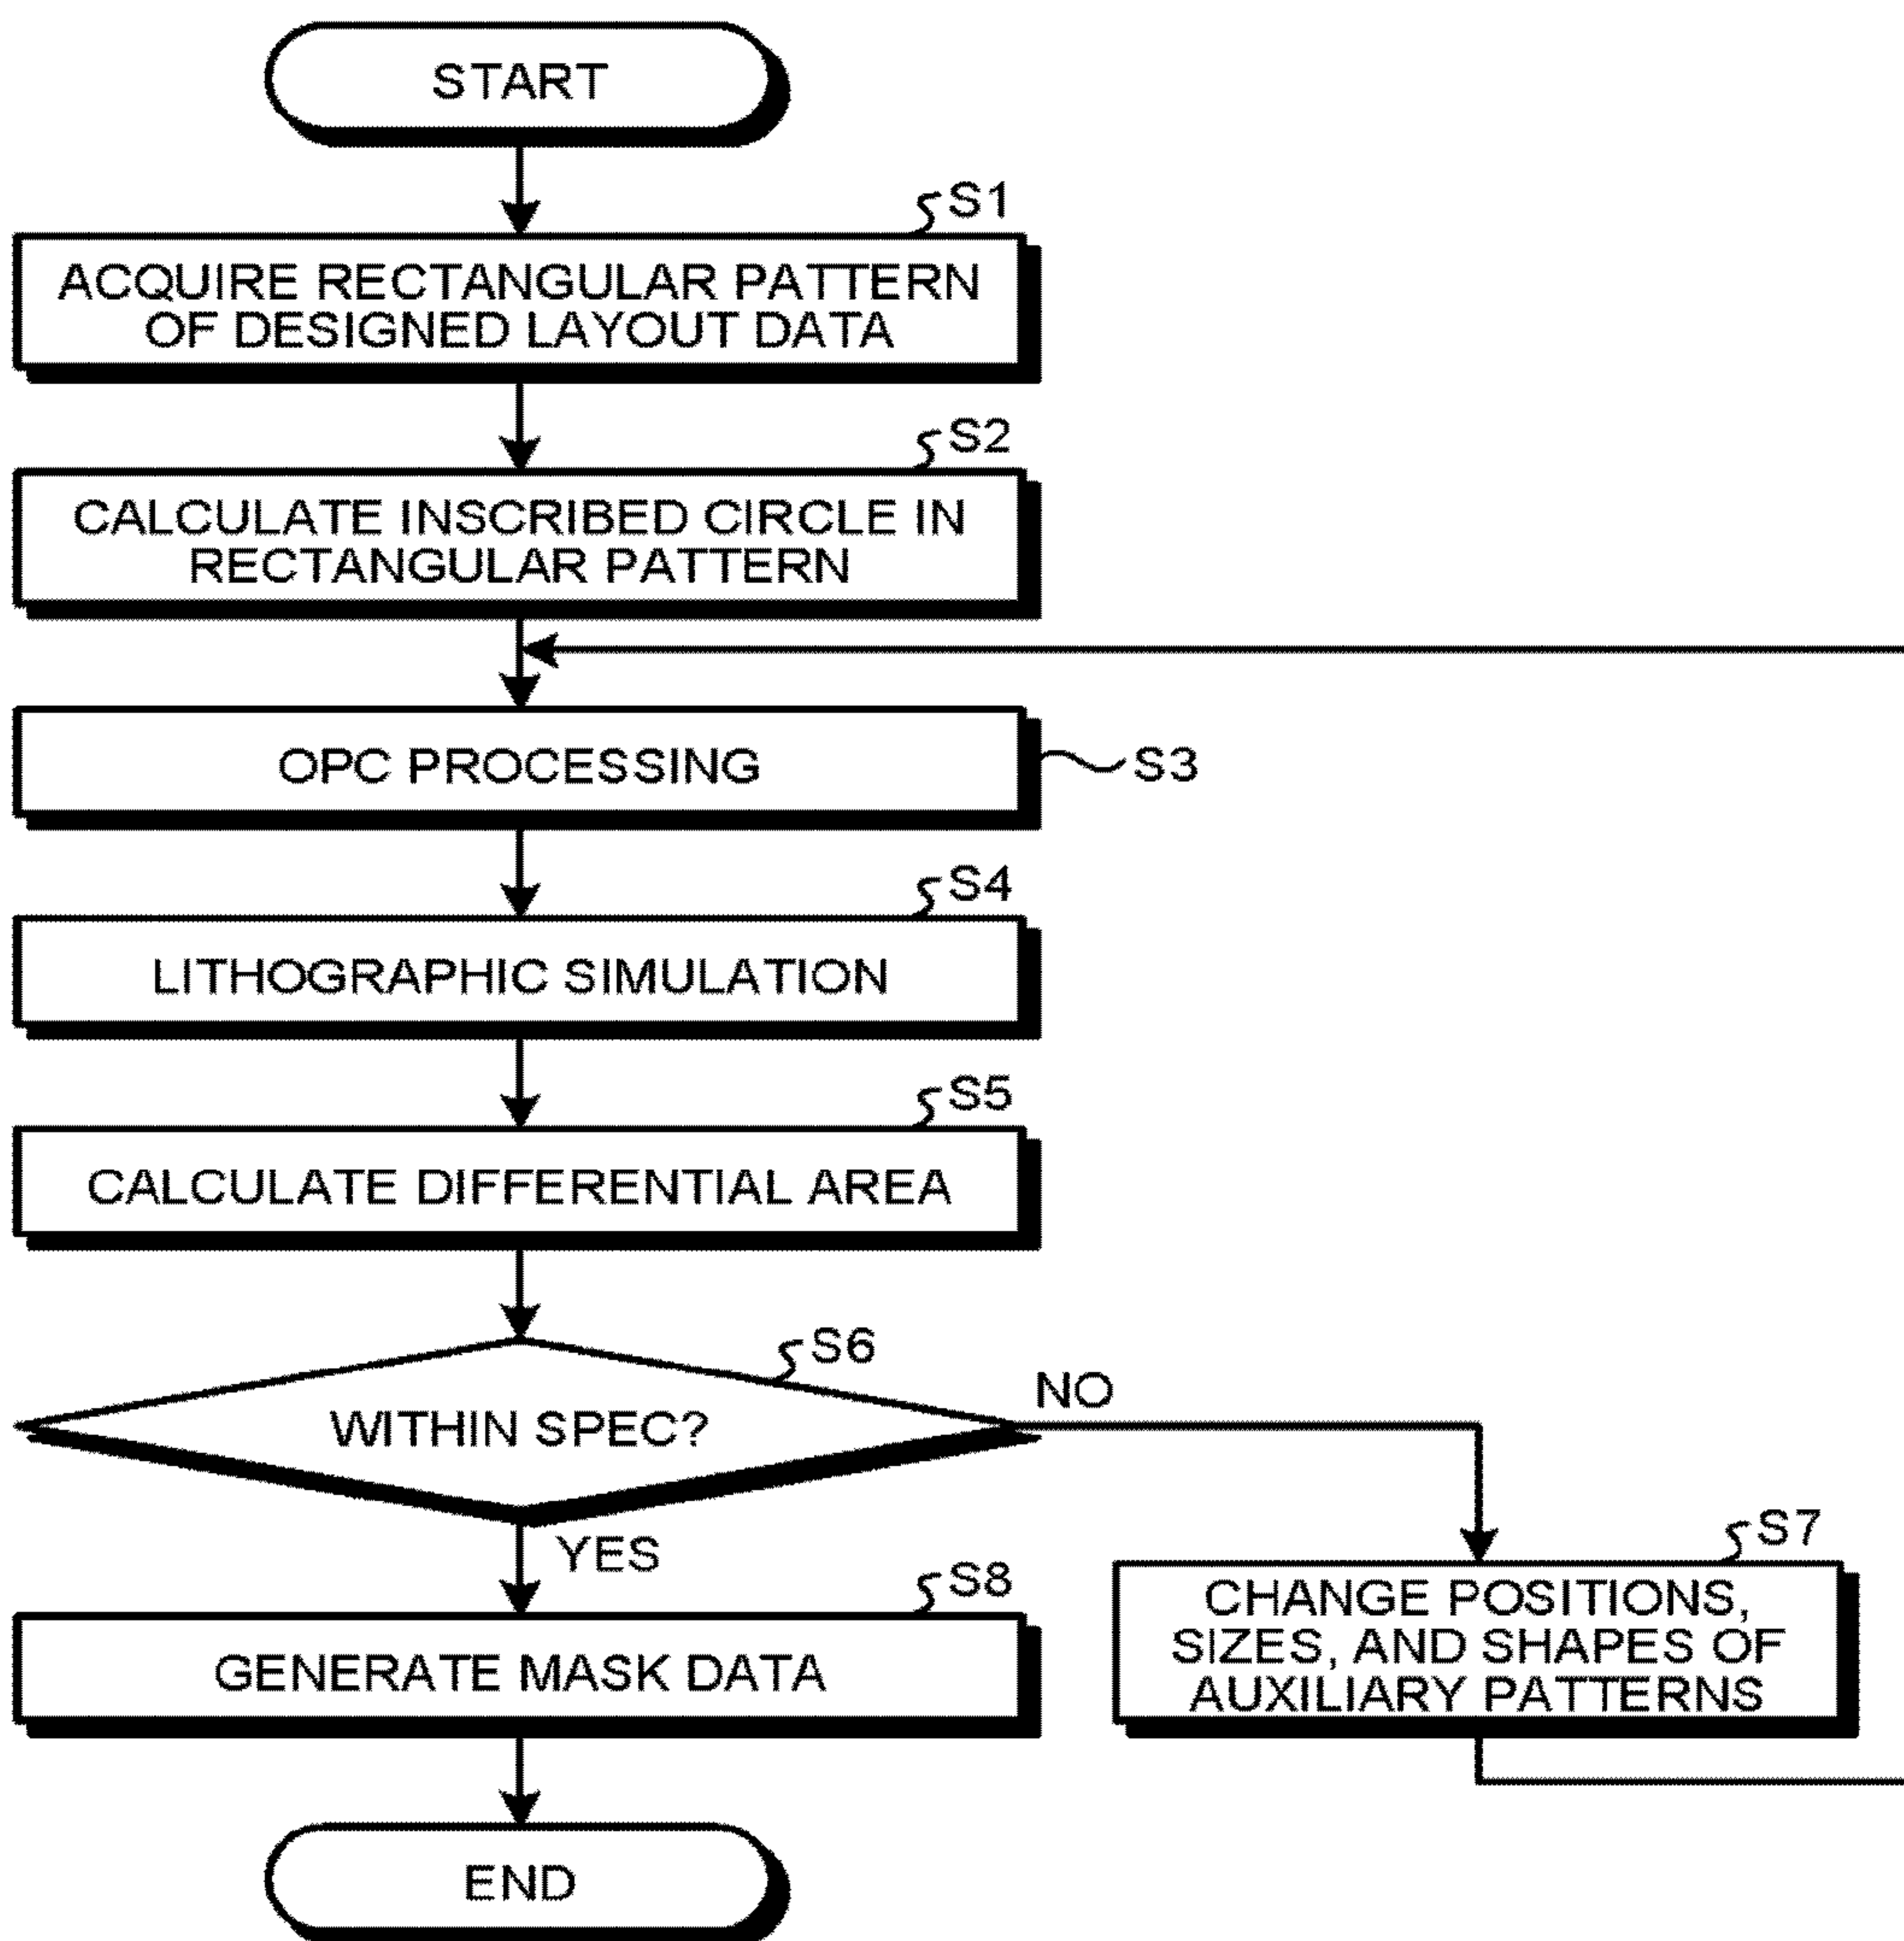 START
S1
ACQUIRE RECTANGULAR PATTERN
OF DESIGNED LAYOUT DATA
S2
CALCULATE INSCRIBED CIRCLE IN
RECTANGULAR PATTERN
OPC PROCESSING
S3
S4
LITHOGRAPHIC SIMULATION
S5
CALCULATE DIFFERENTIAL AREA
S6
WITHIN SPEC?
NO
YES
S7
CHANGE POSITIONS,
SIZES, AND SHAPES OF
AUXILIARY PATTERNS
S8
GENERATE MASK DATA
END